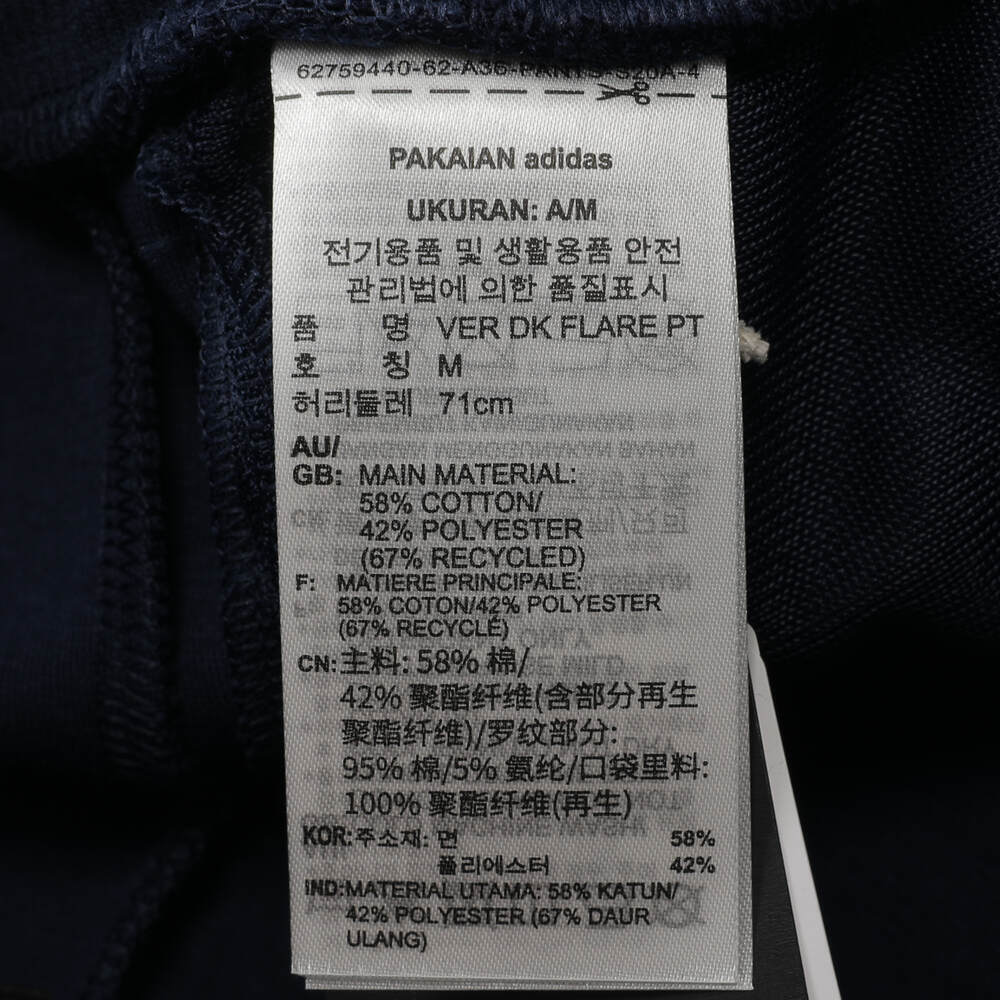 62759440-62-A36-PANTS-S20A-4
PAKAIAN adidas
UKURAN: A/M
전기용품 및 생활용품 안전
관리법에 의한 품질표시
품 명 VER DK FLARE PT
호 칭 M
허리둘레 71cm
AU/
GB: MAIN MATERIAL:
58% COTTON/
42% POLYESTER
(67% RECYCLED)
F: MATIERE PRINCIPALE:
58% COTON/42% POLYESTER
(67% RECYCLÉ)
CN: 主料: 58% 棉/
42% 聚酯纤维(含部分再生
聚酯纤维)/罗纹部分:
95% 棉/5% 氨纶/口袋里料:
100% 聚酯纤维(再生)
KOR: 주소재: 면 58%
폴리에스터 42%
IND: MATERIAL UTAMA: 58% KATUN/
42% POLYESTER (67% DAUR
ULANG)